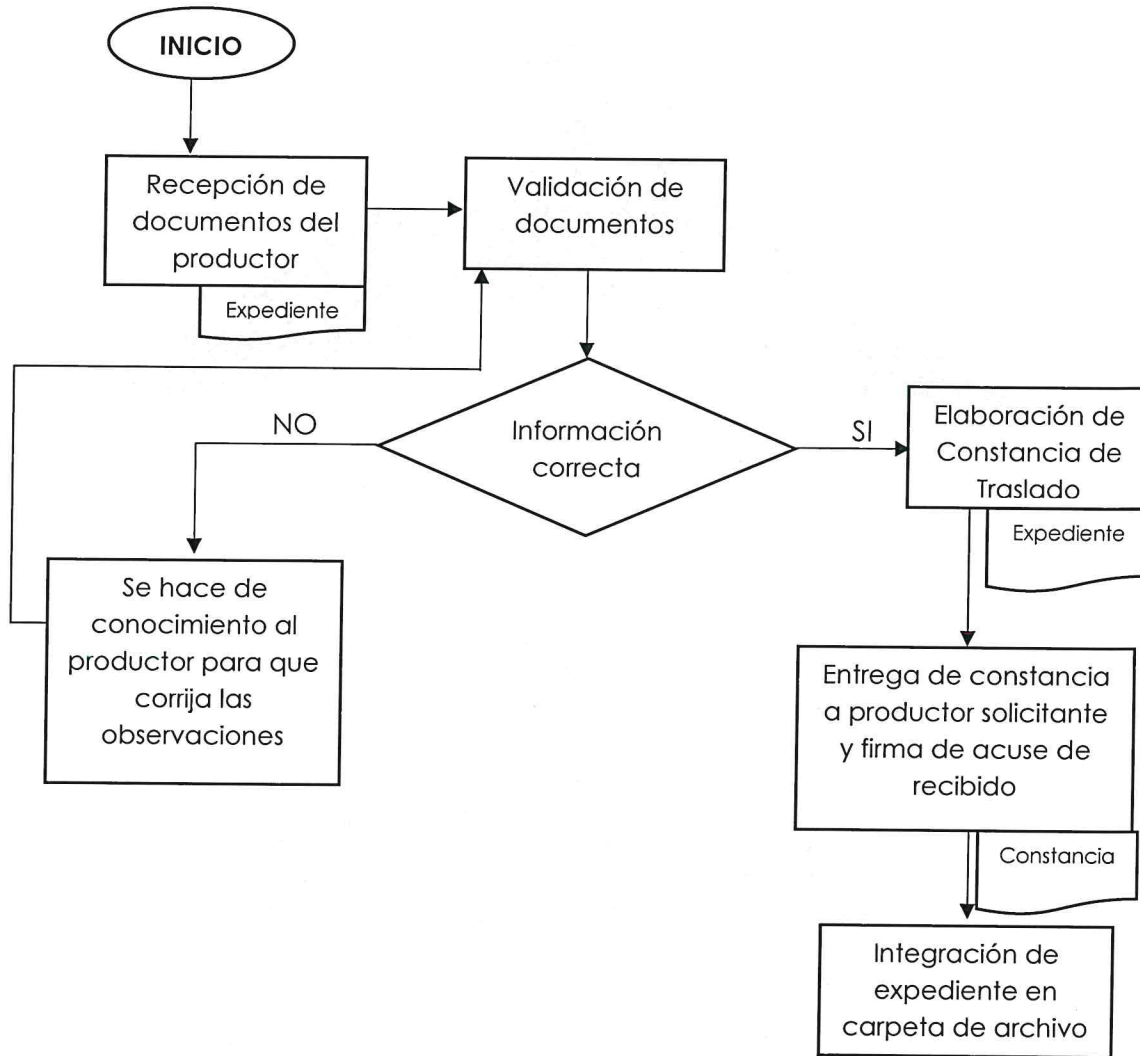 INICIO
Recepción de
documentos del
productor
Expediente
Validación de
documentos
Información
correcta
NO
SI
Se hace de
conocimiento al
productor para que
corrija las
observaciones
Elaboración de
Constancia de
Traslado
Expediente
Entrega de constancia
a productor solicitante
y firma de acuse de
recibido
Constancia
Integración de
expediente en
carpeta de archivo